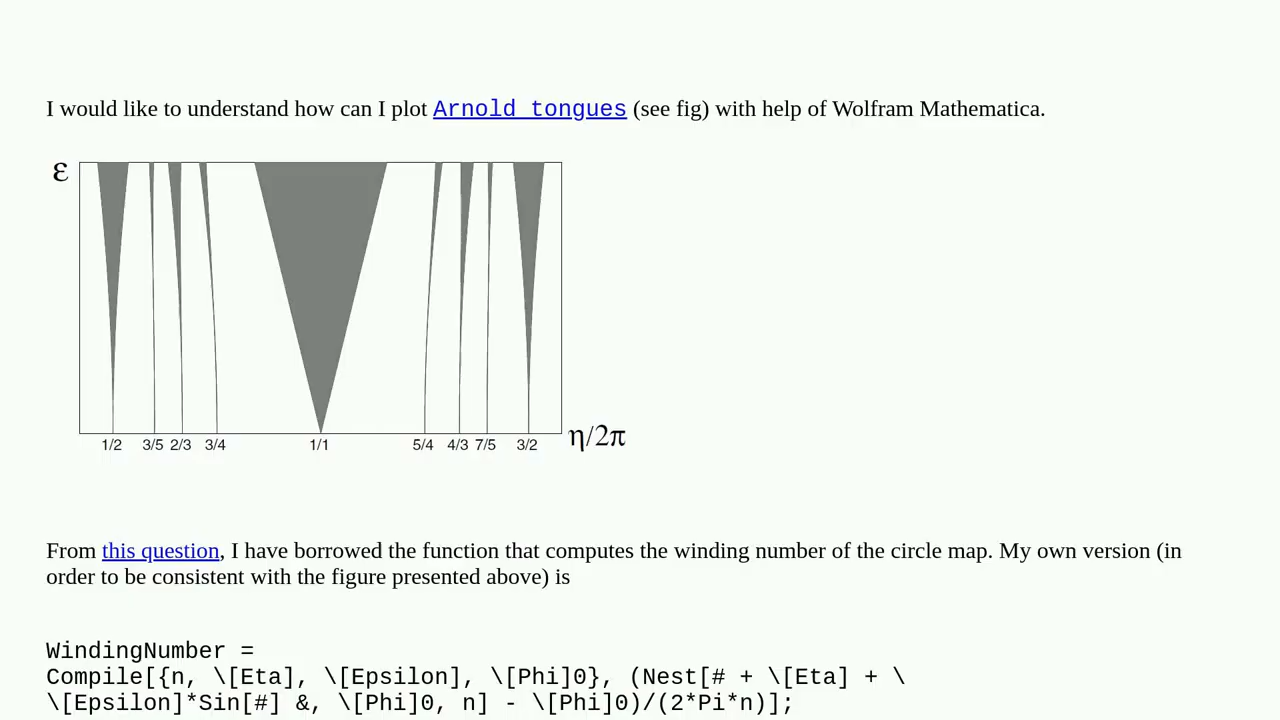 I would like to understand how can I plot Arnold tongues (see fig) with help of Wolfram Mathematica.
ε
1/2 3/5 2/3 3/4 1/1 5/4 4/3 7/5 3/2 η/2π
From this question, I have borrowed the function that computes the winding number of the circle map. My own version (in
order to be consistent with the figure presented above) is
WindingNumber =
Compile[{n, \[Eta], \[Epsilon], \[Phi]0}, (Nest[# + \[Eta] + \
\[Epsilon]*Sin[#] &, \[Phi]0, n] - \[Phi]0)/(2*Pi*n)];